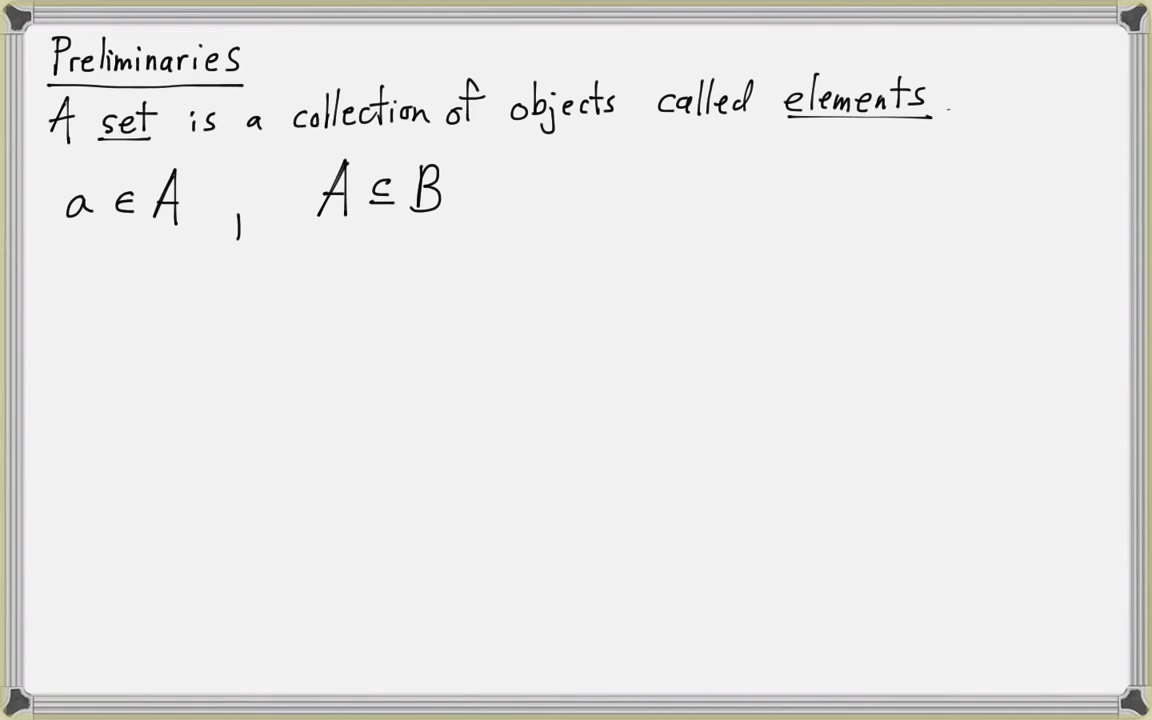 Preliminaries
A set is a collection of objects called elements.
a ∈ A , A ⊆ B